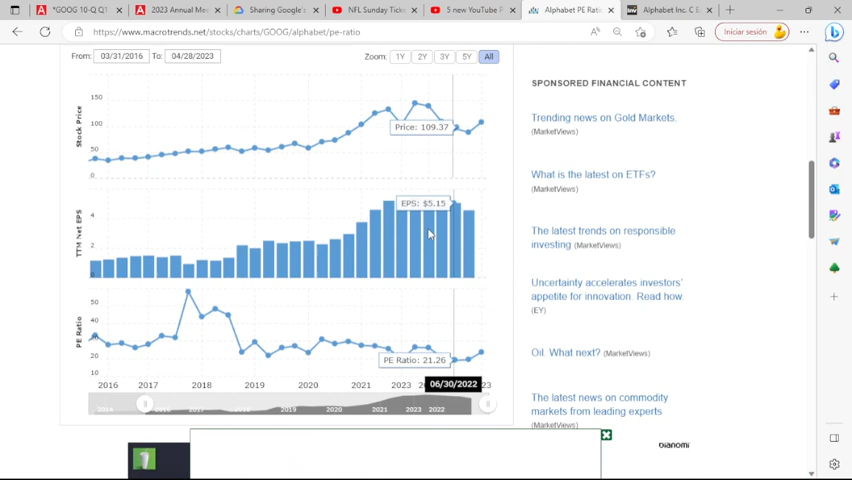 *GOOG 10-Q Q1
2023 Annual Me
Sharing Google's
NFL Sunday Ticke
5 new YouTube P
Alphabet PE Rati
Alphabet Inc. C E
https://www.macrotrends.net/stocks/charts/GOOG/alphabet/pe-ratio
Iniciar sesión
From: 03/31/2016 To: 04/28/2023
Zoom: 1Y 2Y 3Y 5Y All
Stock Price
150
100
50
0
Price: 109.37
TTM Net EPS
4
2
0
EPS: $5.15
PE Ratio
50
40
30
20
10
PE Ratio: 21.26
2016 2017 2018 2019 2020 2021 2023
06/30/2022
2017 2019 2020 2021 2023 2022
SPONSORED FINANCIAL CONTENT
Trending news on Gold Markets.
(MarketViews)
What is the latest on ETFs?
(MarketViews)
The latest trends on responsible
investing (MarketViews)
Uncertainty accelerates investors'
appetite for innovation. Read how.
(EY)
Oil. What next? (MarketViews)
The latest news on commodity
markets from leading experts
(MarketViews)
bianomi